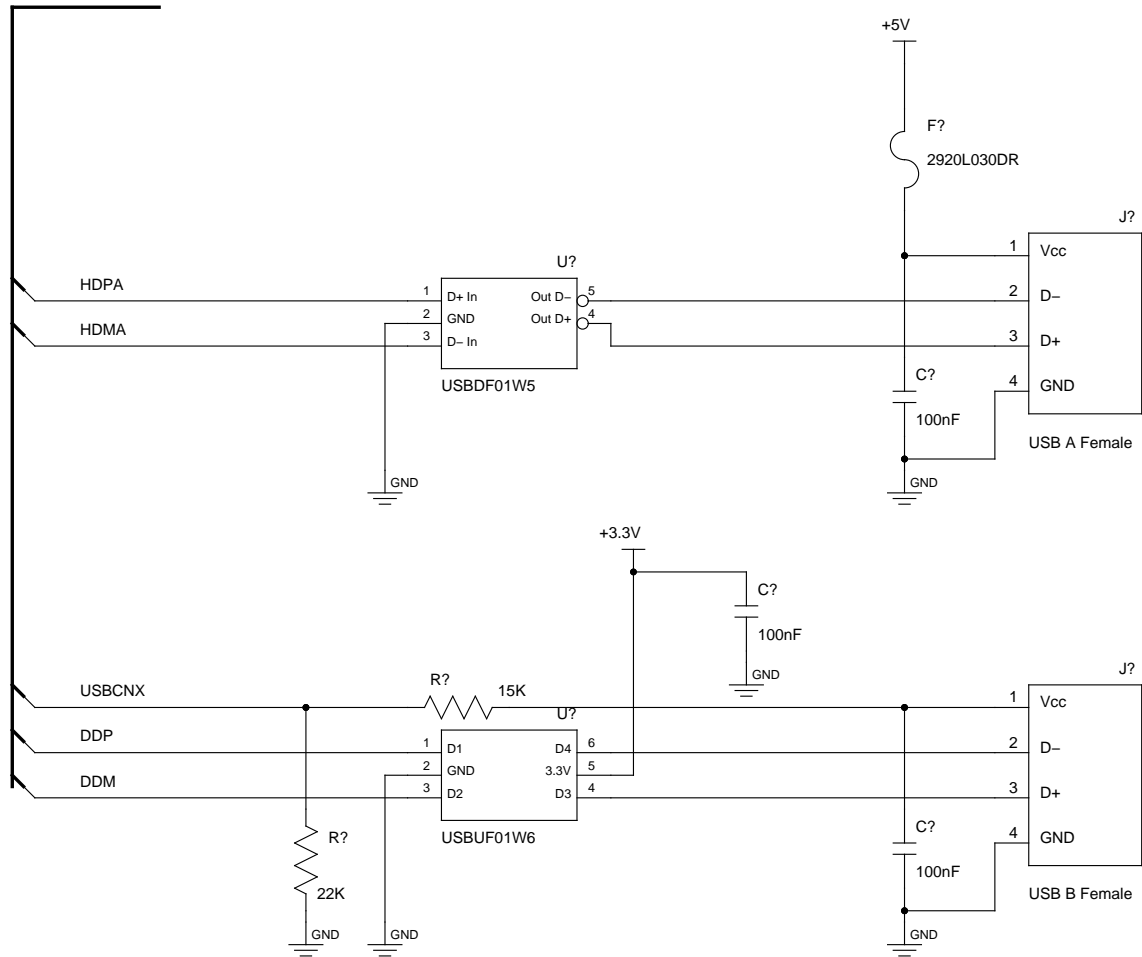 +5V
F?
2920L030DR
J?
1 Vcc
HDPA
U?
1 D+ In Out D− 5
2 D−
2 GND Out D+ 4
HDMA
3 D− In
3 D+
USBDF01W5
C?
4 GND
100nF
USB A Female
GND
GND
+3.3V
C?
100nF
GND
J?
USBCNX
R?
15K
1 Vcc
U?
DDP
1 D1 D4 6
2 D−
2 GND 3.3V 5
DDM
3 D2 D3 4
3 D+
USBUF01W6
R?
C?
4 GND
22K
100nF
USB B Female
GND
GND
GND